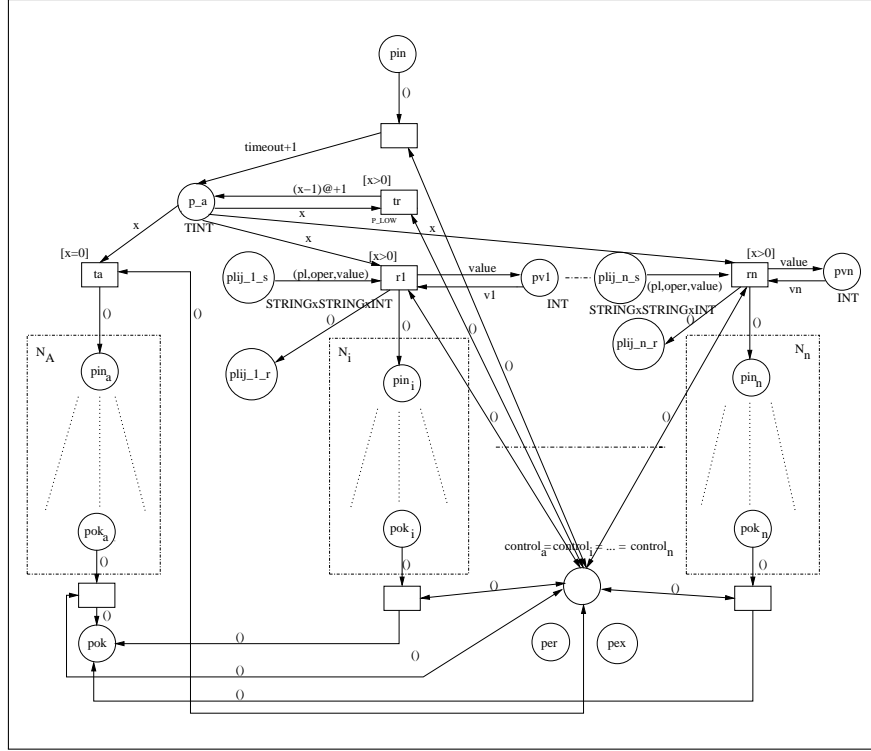 pin
()
timeout+1
[x>0]
(x−1)@+1
p_a
tr
x
P_LOW
TINT
x
x
x
[x=0]
[x>0]
[x>0]
ta
plij_1_s
(pl,oper,value)
r1
value
pv1
v1
INT
plij_n_s
(pl,oper,value)
rn
value
pvn
vn
INT
STRINGxSTRINGxINT
STRINGxSTRINGxINT
()
()
()
()
()
()
()
plij_1_r
plij_n_r
N_A
N_i
N_n
pin_a
pin_i
pin_n
()
()
()
pok_a
pok_i
pok_n
control_a = control_i = ... = control_n
()
()
()
()
()
()
pok
()
()
()
()
per
pex